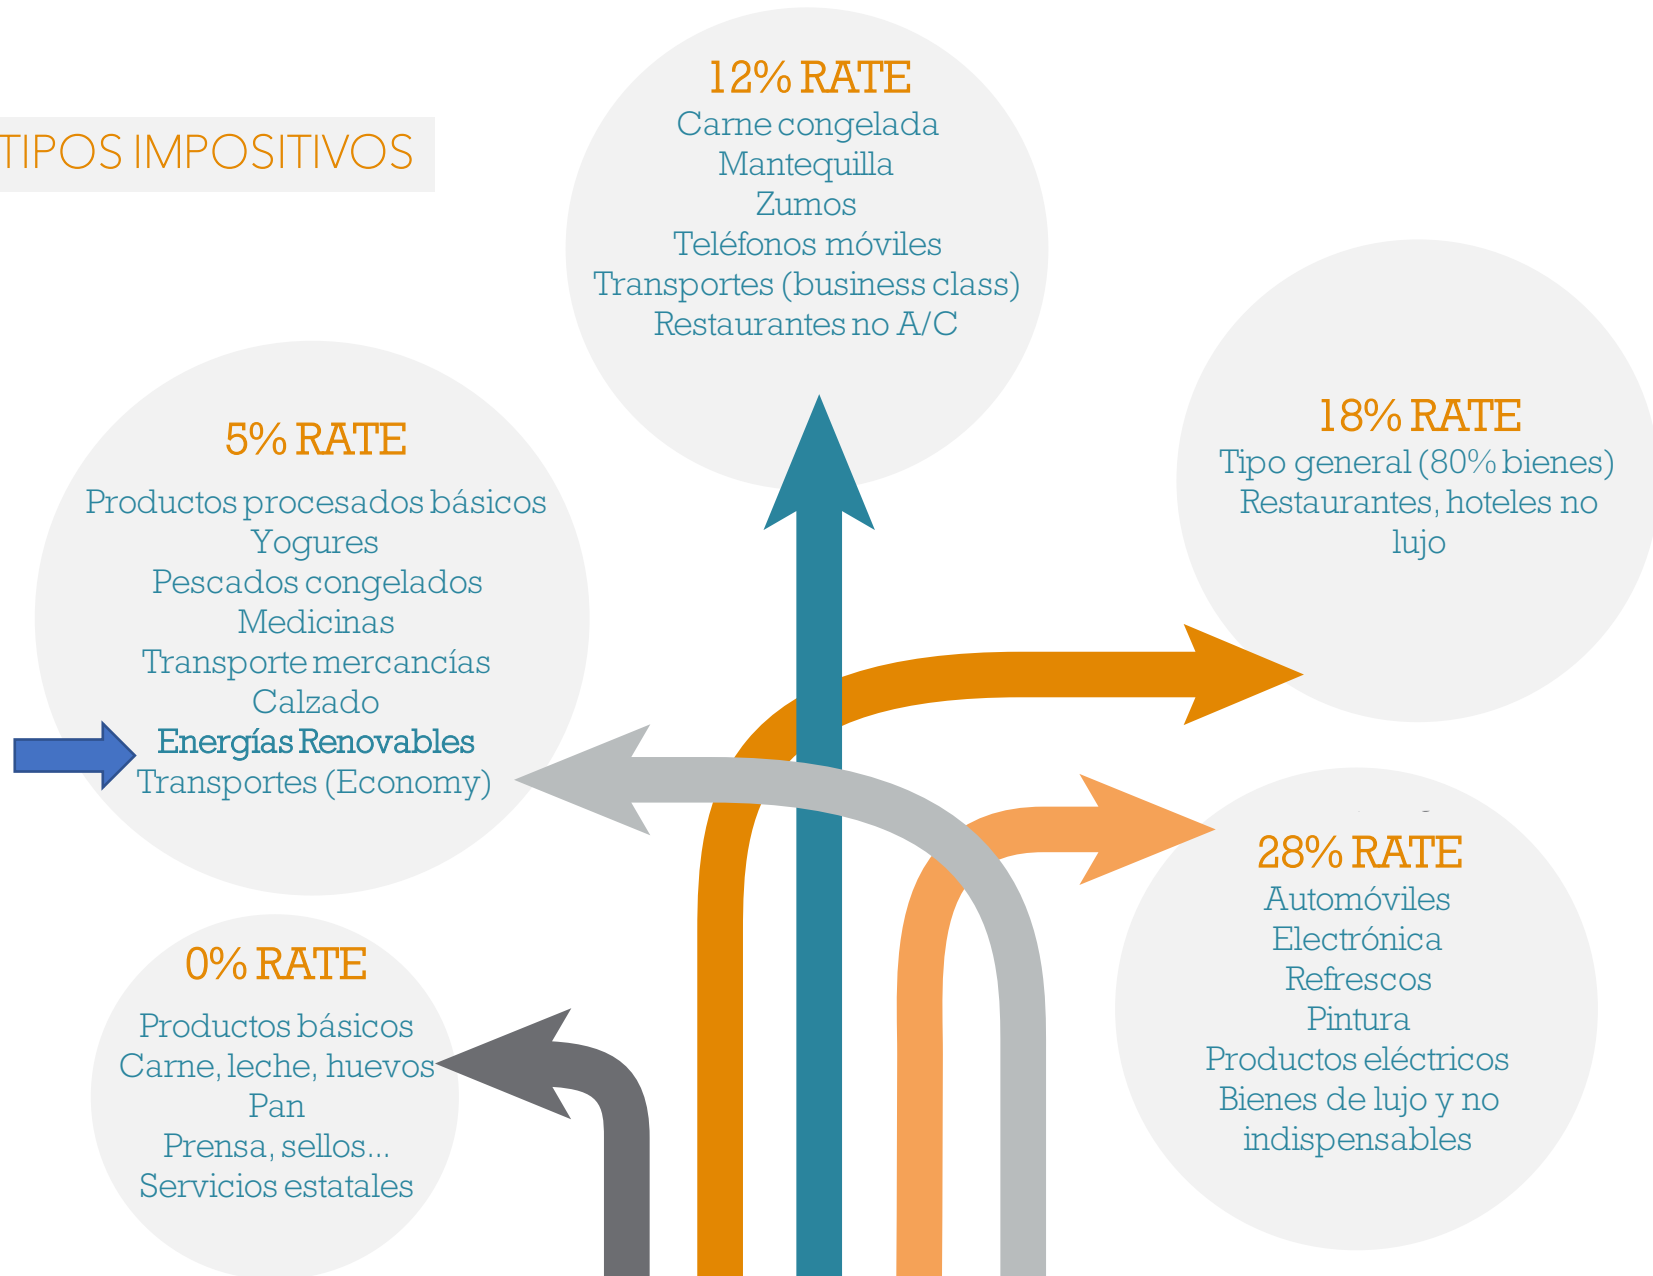 TIPOS IMPOSITIVOS
12% RATE
Carne congelada
Mantequilla
Zumos
Teléfonos móviles
Transportes (business class)
Restaurantes no A/C
5% RATE
Productos procesados básicos
Yogures
Pescados congelados
Medicinas
Transporte mercancías
Calzado
Energías Renovables
Transportes (Economy)
18% RATE
Tipo general (80% bienes)
Restaurantes, hoteles no
lujo
0% RATE
Productos básicos
Carne, leche, huevos
Pan
Prensa, sellos...
Servicios estatales
28% RATE
Automóviles
Electrónica
Refrescos
Pintura
Productos eléctricos
Bienes de lujo y no
indispensables